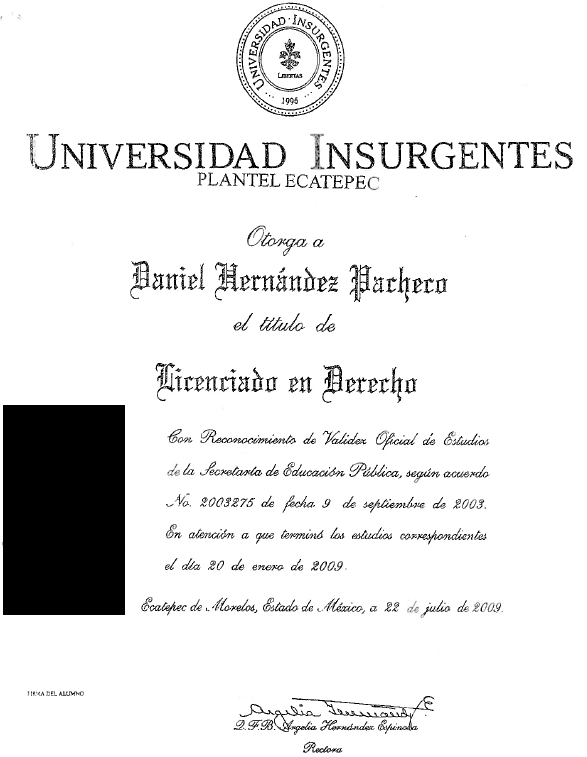 UNIVERSIDAD INSURGENTES
LIBERTAS
1996
UNIVERSIDAD INSURGENTES
PLANTEL ECATEPEC
Otorga a
Daniel Hernández Pacheco
el título de
Licenciado en Derecho
Con Reconocimiento de Validez Oficial de Estudios
de la Secretaría de Educación Pública, según acuerdo
No. 2003275 de fecha 9 de septiembre de 2003.
En atención a que terminó los estudios correspondientes
el día 20 de enero de 2009.
Ecatepec de Morelos, Estado de México, a 22 de julio de 2009.
FIRMA DEL ALUMNO
Q.F.B. Argelia Hernández Espinoza
Rectora